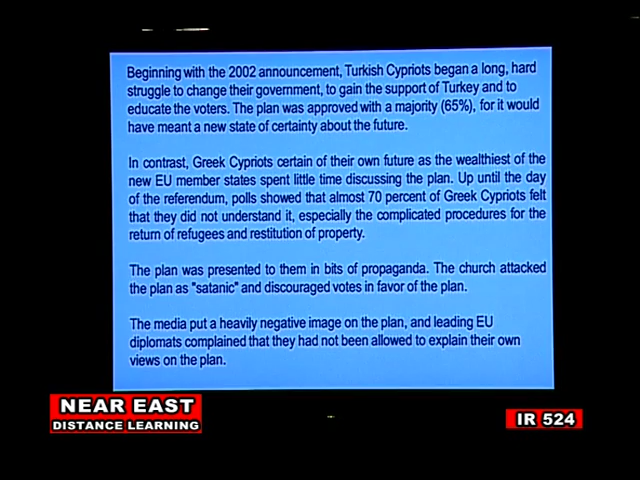 Beginning with the 2002 announcement, Turkish Cypriots began a long, hard
struggle to change their government, to gain the support of Turkey and to
educate the voters. The plan was approved with a majority (65%), for it would
have meant a new state of certainty about the future.
In contrast, Greek Cypriots certain of their own future as the wealthiest of the
new EU member states spent little time discussing the plan. Up until the day
of the referendum, polls showed that almost 70 percent of Greek Cypriots felt
that they did not understand it, especially the complicated procedures for the
return of refugees and restitution of property.
The plan was presented to them in bits of propaganda. The church attacked
the plan as "satanic" and discouraged votes in favor of the plan.
The media put a heavily negative image on the plan, and leading EU
diplomats complained that they had not been allowed to explain their own
views on the plan.
NEAR EAST
DISTANCE LEARNING
IR 524